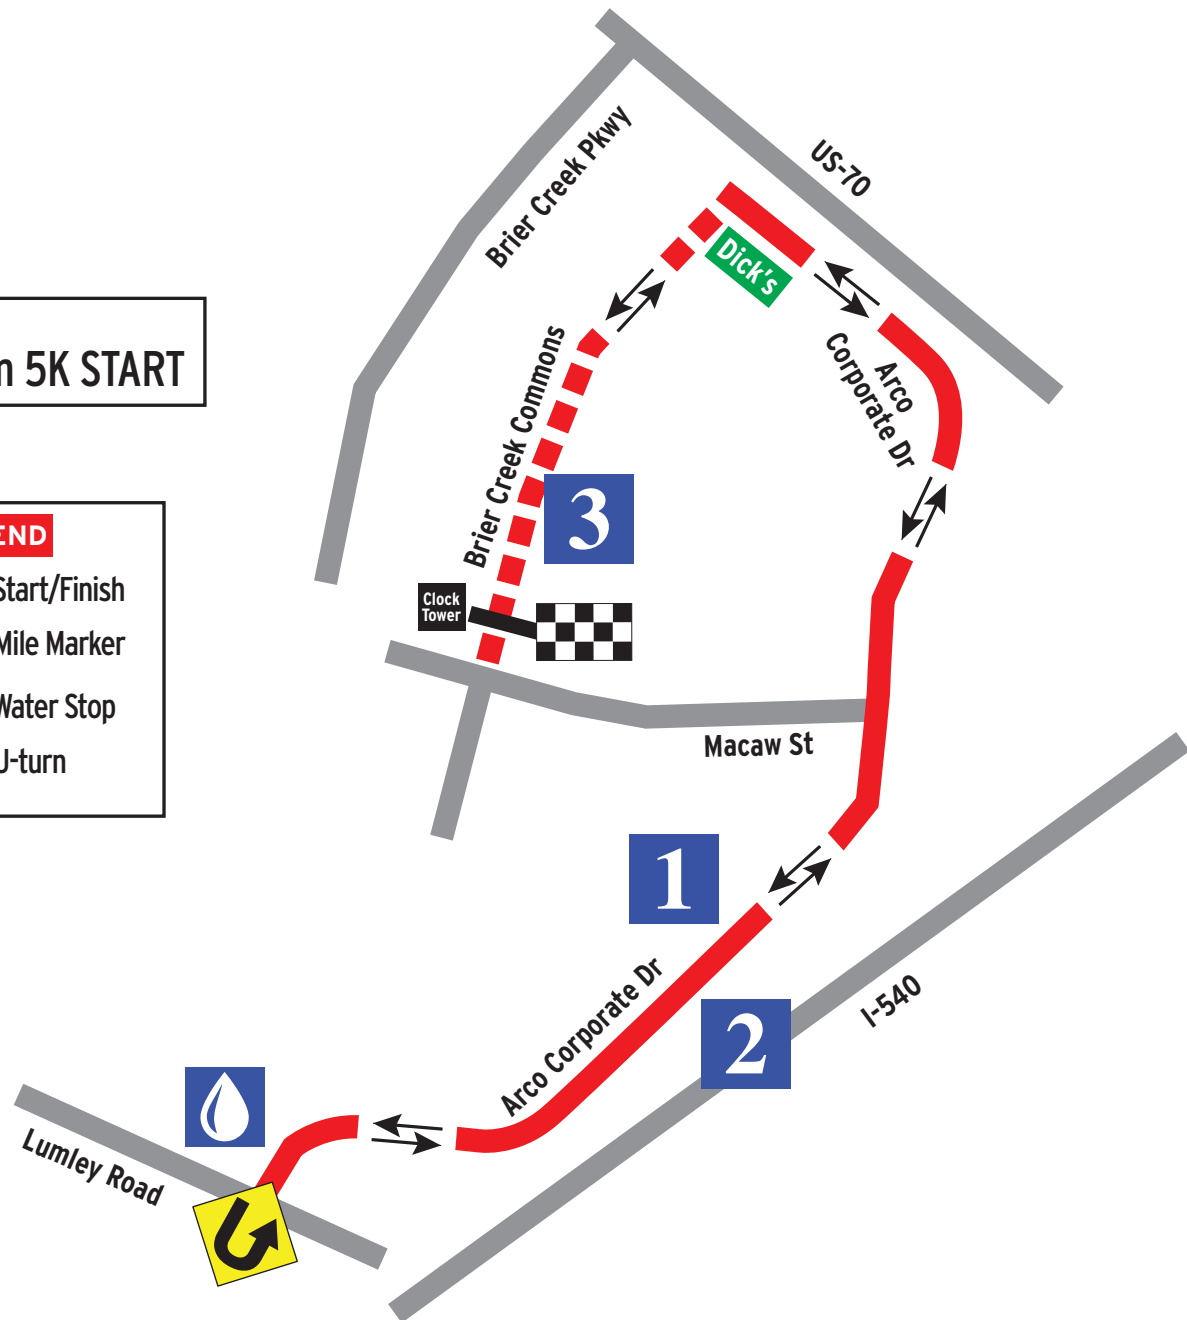 US-70
Brier Creek Pkwy
Dick's
5K START
Arco
Corporate Dr
Brier Creek Commons
3
END
Start/Finish
Mile Marker
Water Stop
U-turn
Clock
Tower
Macaw St
1
Arco Corporate Dr
2
I-540
Lumley Road